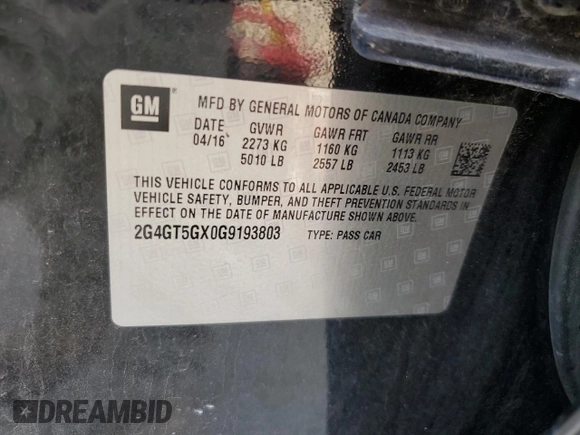 GM
MFD BY GENERAL MOTORS OF CANADA COMPANY
DATE GVWR GAWR FRT GAWR RR
04/16 2273 KG 1160 KG 1113 KG
5010 LB 2557 LB 2453 LB
THIS VEHICLE CONFORMS TO ALL APPLICABLE U.S. FEDERAL MOTOR
VEHICLE SAFETY, BUMPER, AND THEFT PREVENTION STANDARDS IN
EFFECT ON THE DATE OF MANUFACTURE SHOWN ABOVE.
2G4GT5GX0G9193803 TYPE: PASS CAR
DREAMBID